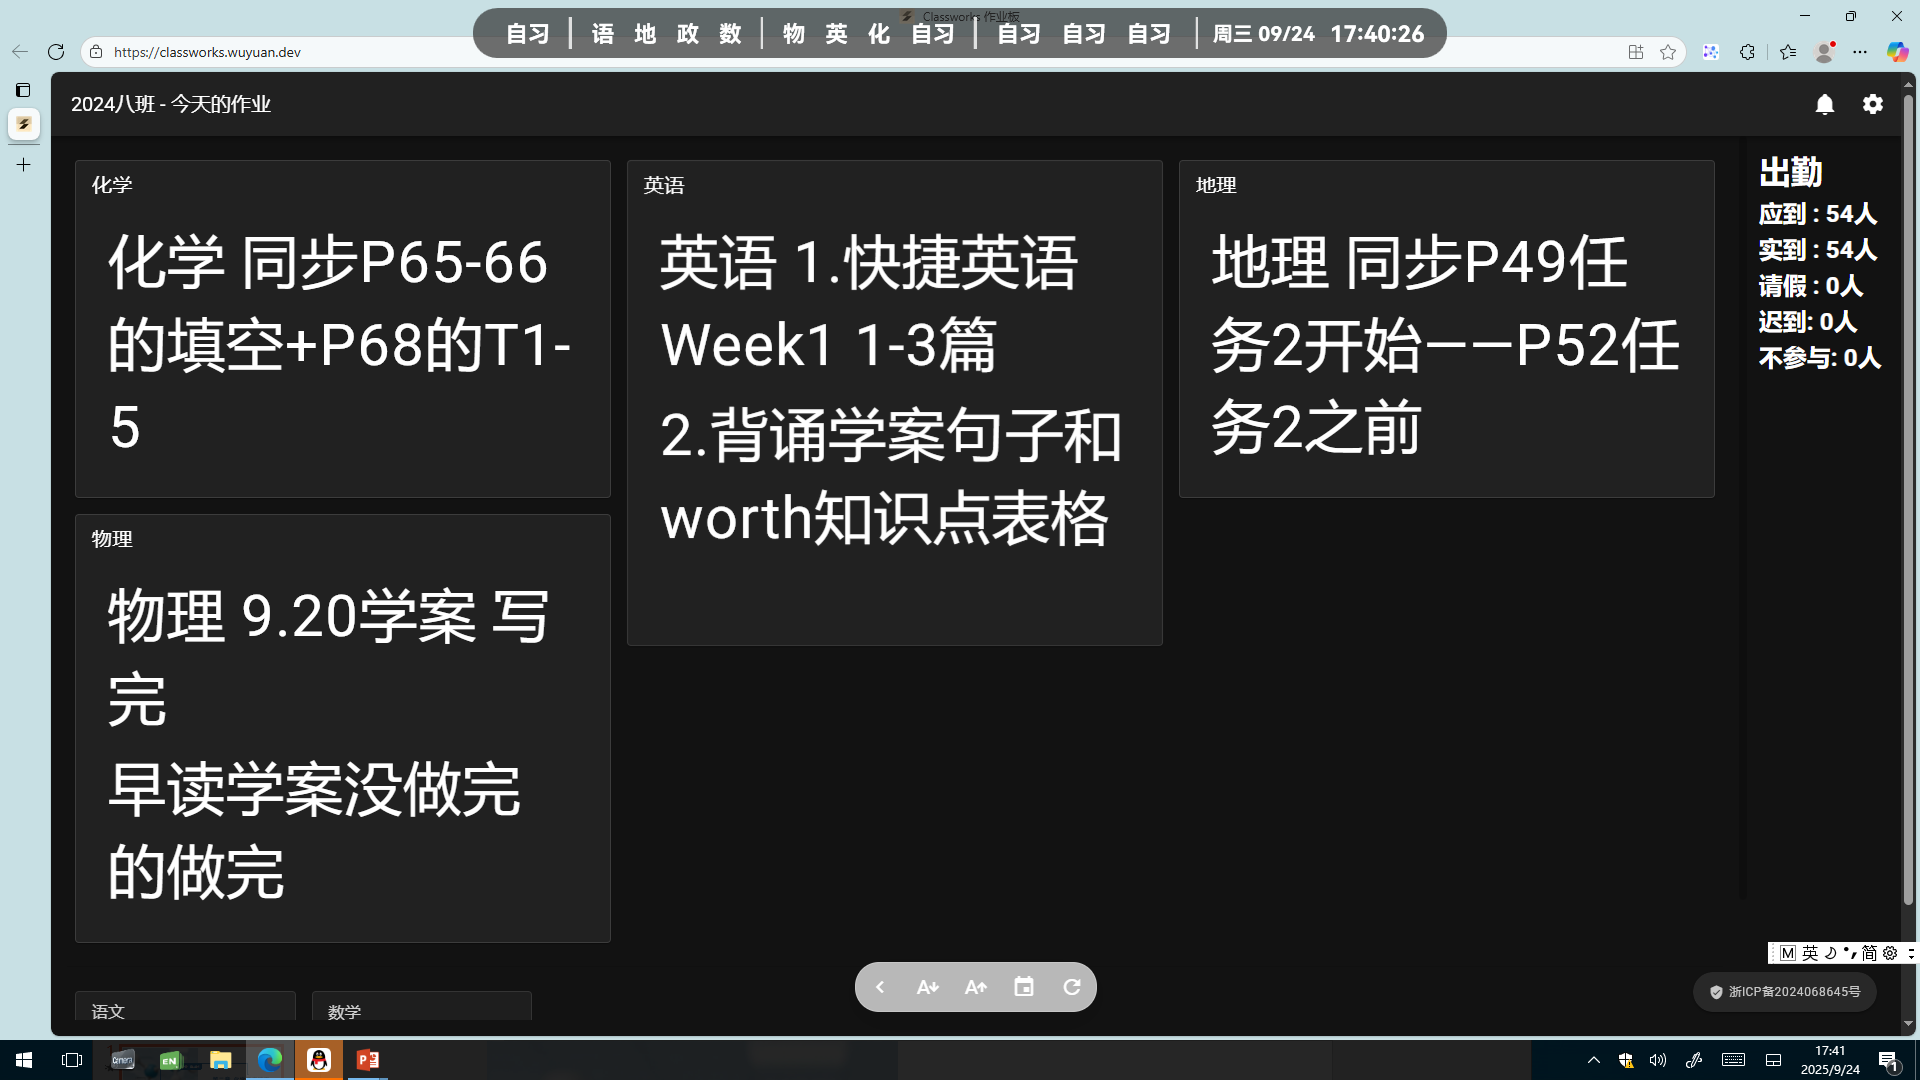 Classworks 作业板
自习 语 地 政 数 物 英 化 自习 自习 自习 自习 周三 09/24 17:40:26
https://classworks.wuyuan.dev
2024八班 - 今天的作业
化学
化学 同步P65-66
的填空+P68的T1-
5
英语
英语 1.快捷英语
Week1 1-3篇
2.背诵学案句子和
worth知识点表格
地理
地理 同步P49任
务2开始——P52任
务2之前
出勤
应到 : 54人
实到 : 54人
请假 : 0人
迟到: 0人
不参与: 0人
物理
物理 9.20学案 写
完
早读学案没做完
的做完
语文
数学
M 英 简
浙ICP备2024068645号
EN
17:41
2025/9/24
1